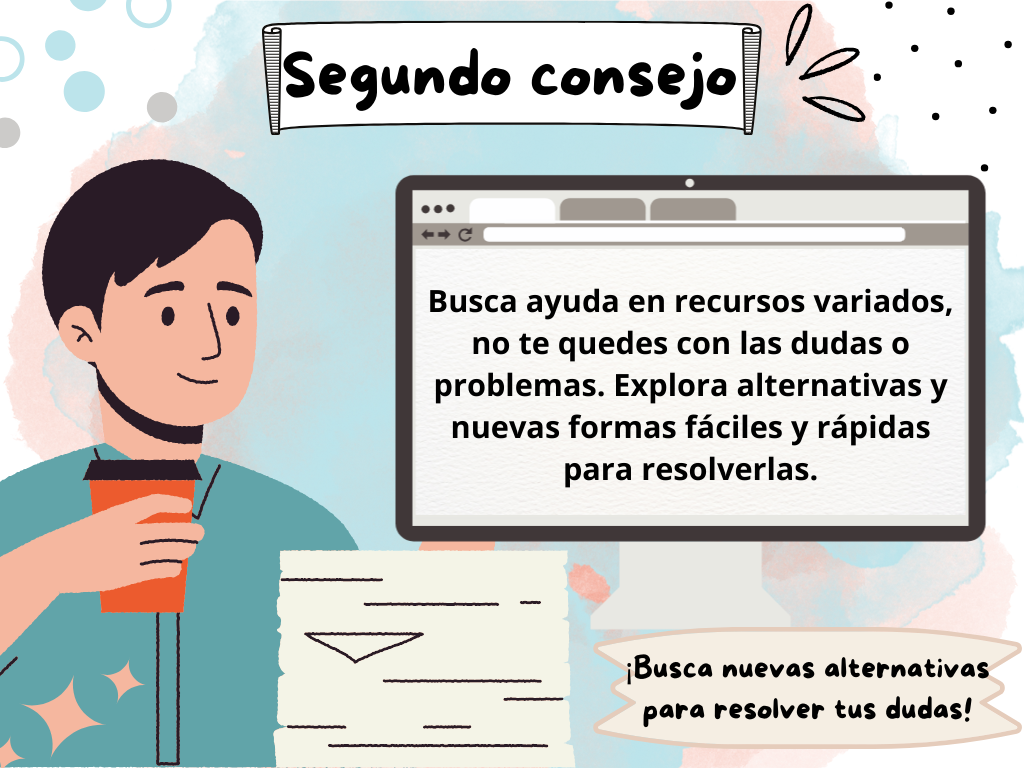 Segundo consejo
Busca ayuda en recursos variados,
no te quedes con las dudas o
problemas. Explora alternativas y
nuevas formas fáciles y rápidas
para resolverlas.
¡Busca nuevas alternativas
para resolver tus dudas!